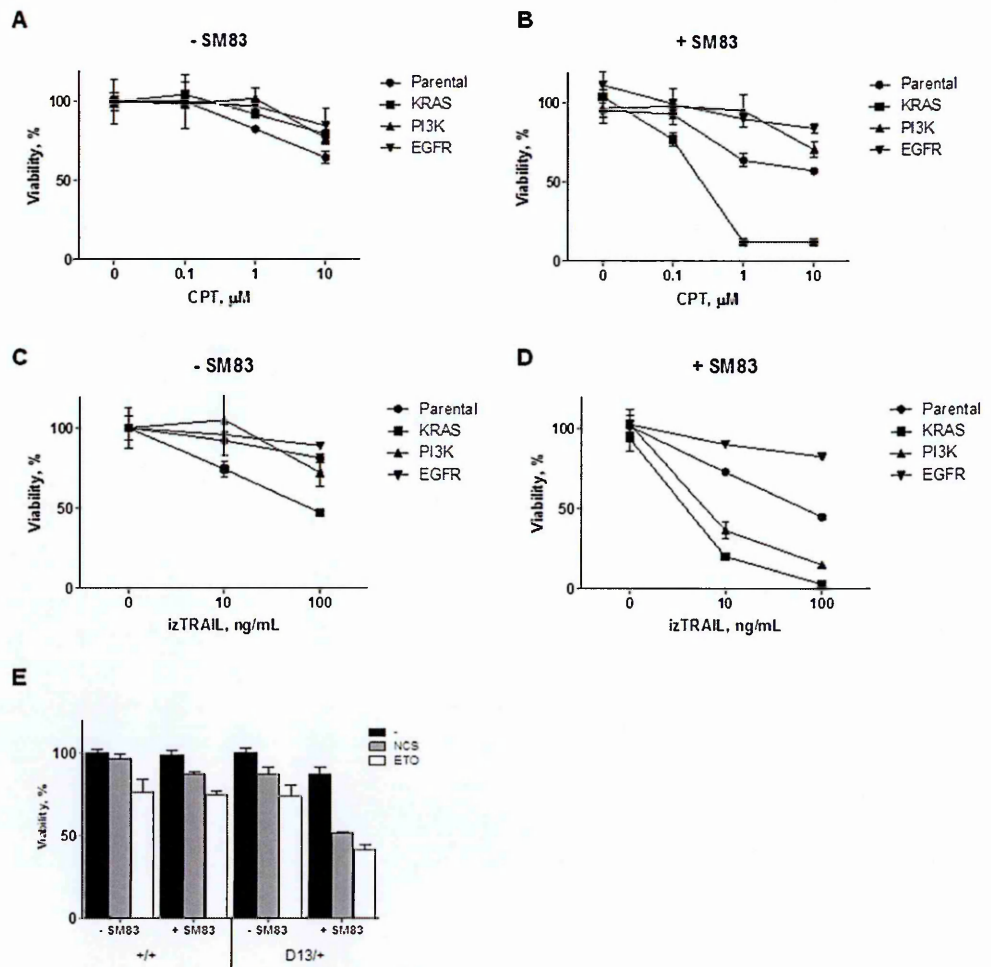 A
- SM83
Viability, %
100
50
0
0 0.1 1 10
CPT, µM
Parental
KRAS
PI3K
EGFR
B
+ SM83
Viability, %
100
50
0
0 0.1 1 10
CPT, µM
Parental
KRAS
PI3K
EGFR
C
- SM83
Viability, %
100
50
0
0 10 100
izTRAIL, ng/mL
Parental
KRAS
PI3K
EGFR
D
+ SM83
Viability, %
100
50
0
0 10 100
izTRAIL, ng/mL
Parental
KRAS
PI3K
EGFR
E
Viability, %
100
50
0
-
NCS
ETO
- SM83 + SM83 - SM83 + SM83
+/+ D13/+